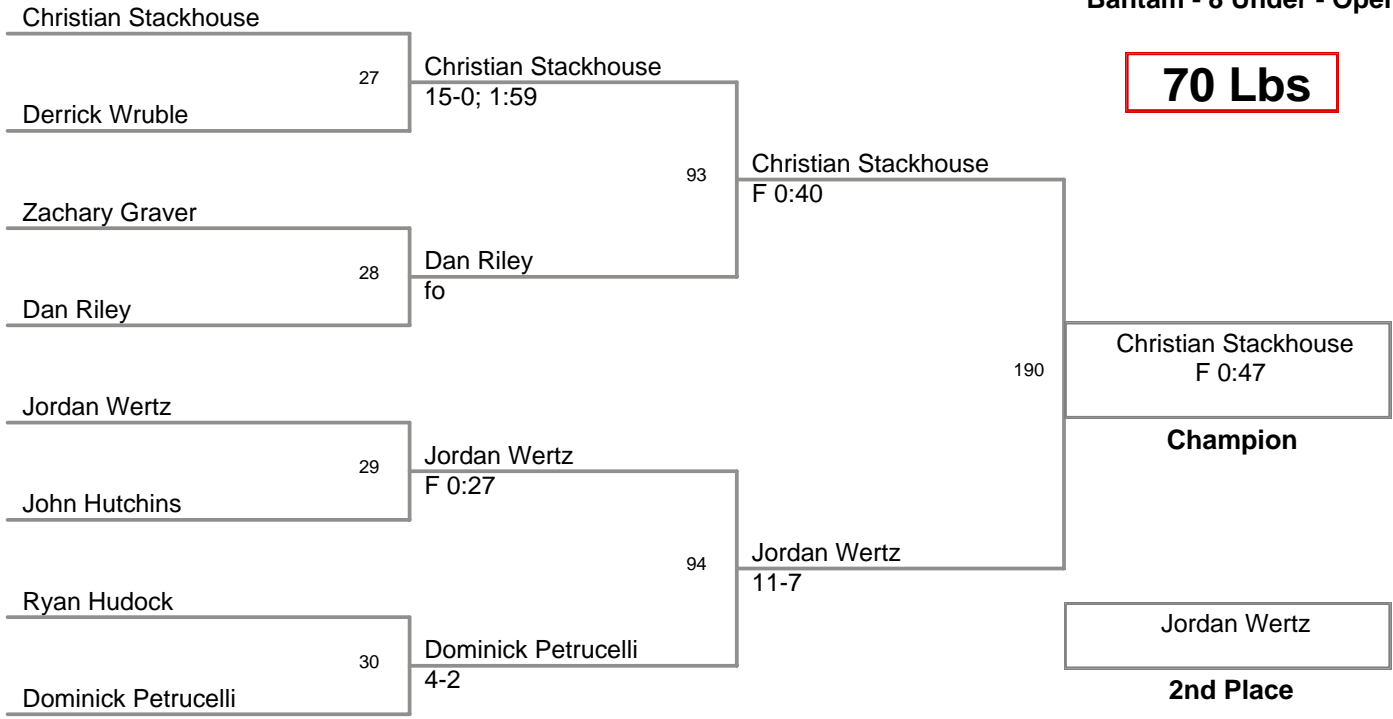 Bantam - 8 Under - Open
70 Lbs
Christian Stackhouse
27
Derrick Wruble
Christian Stackhouse
15-0; 1:59
Zachary Graver
28
Dan Riley
Dan Riley
fo
93
Christian Stackhouse
F 0:40
Jordan Wertz
29
John Hutchins
Jordan Wertz
F 0:27
Ryan Hudock
30
Dominick Petrucelli
Dominick Petrucelli
4-2
94
Jordan Wertz
11-7
190
Christian Stackhouse
F 0:47
Champion
Jordan Wertz
2nd Place